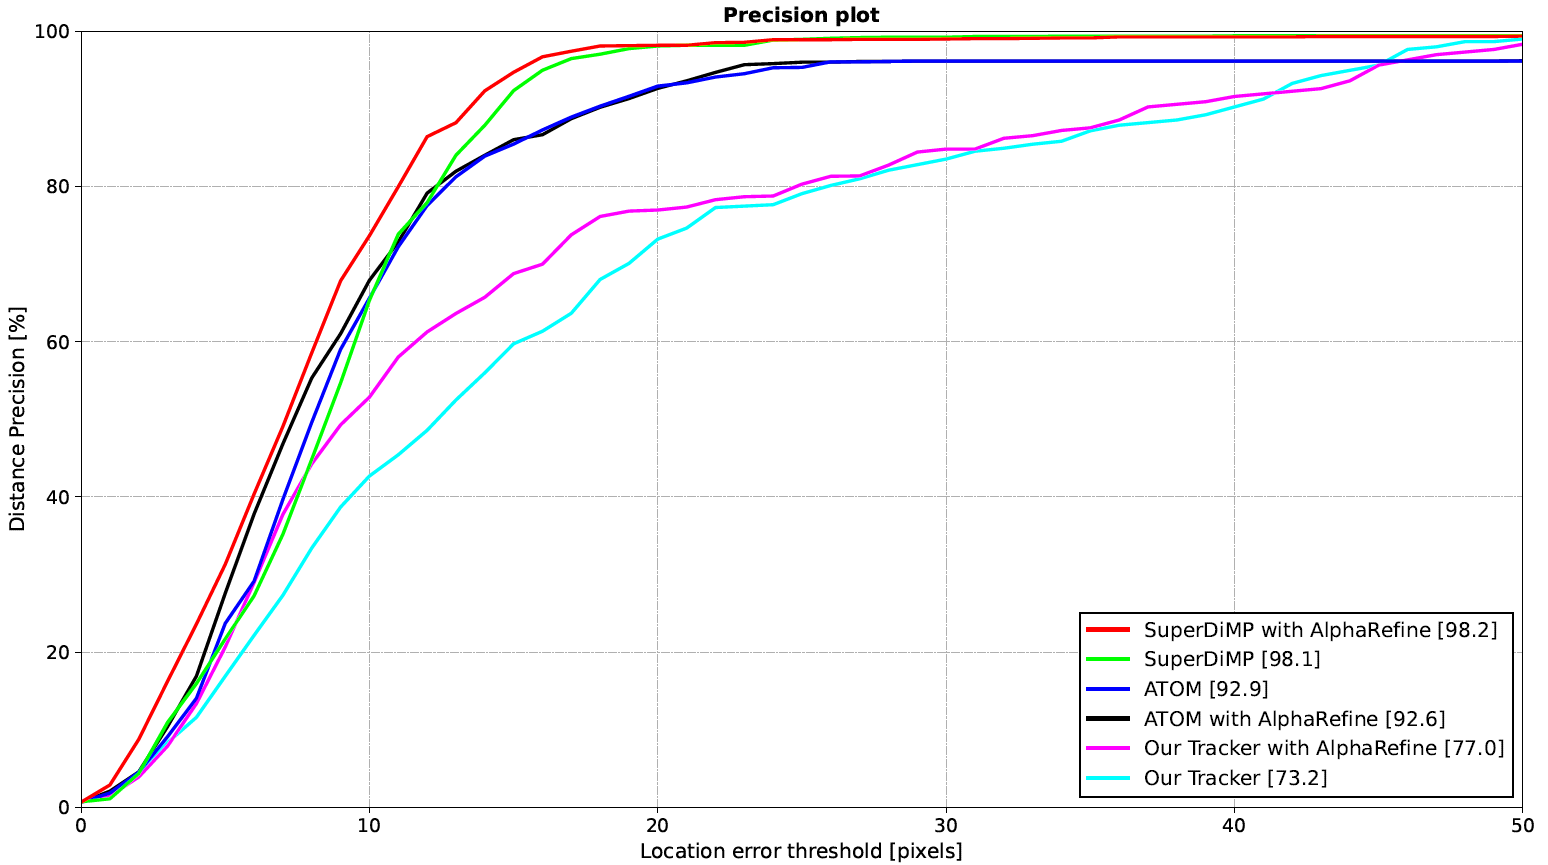 Precision plot
Distance Precision [%]
100
80
60
40
20
0
0 10 20 30 40 50
Location error threshold [pixels]
SuperDiMP with AlphaRefine [98.2]
SuperDiMP [98.1]
ATOM [92.9]
ATOM with AlphaRefine [92.6]
Our Tracker with AlphaRefine [77.0]
Our Tracker [73.2]